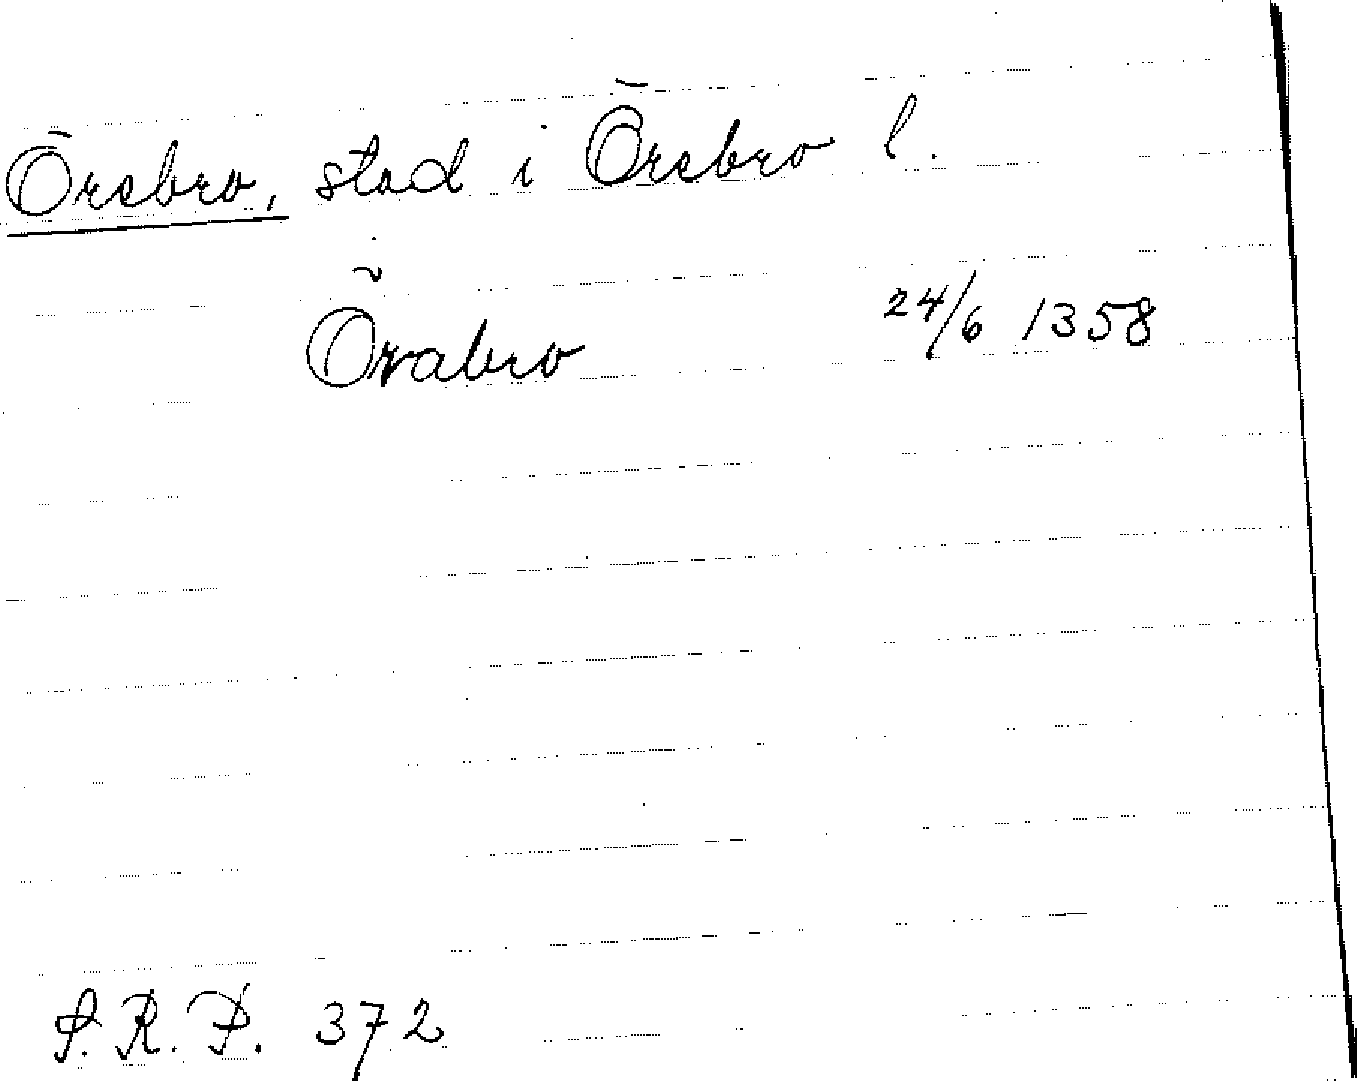 Örebro, stad i Örebro l.
Örabro 24/6 1358
S.R.P. 372